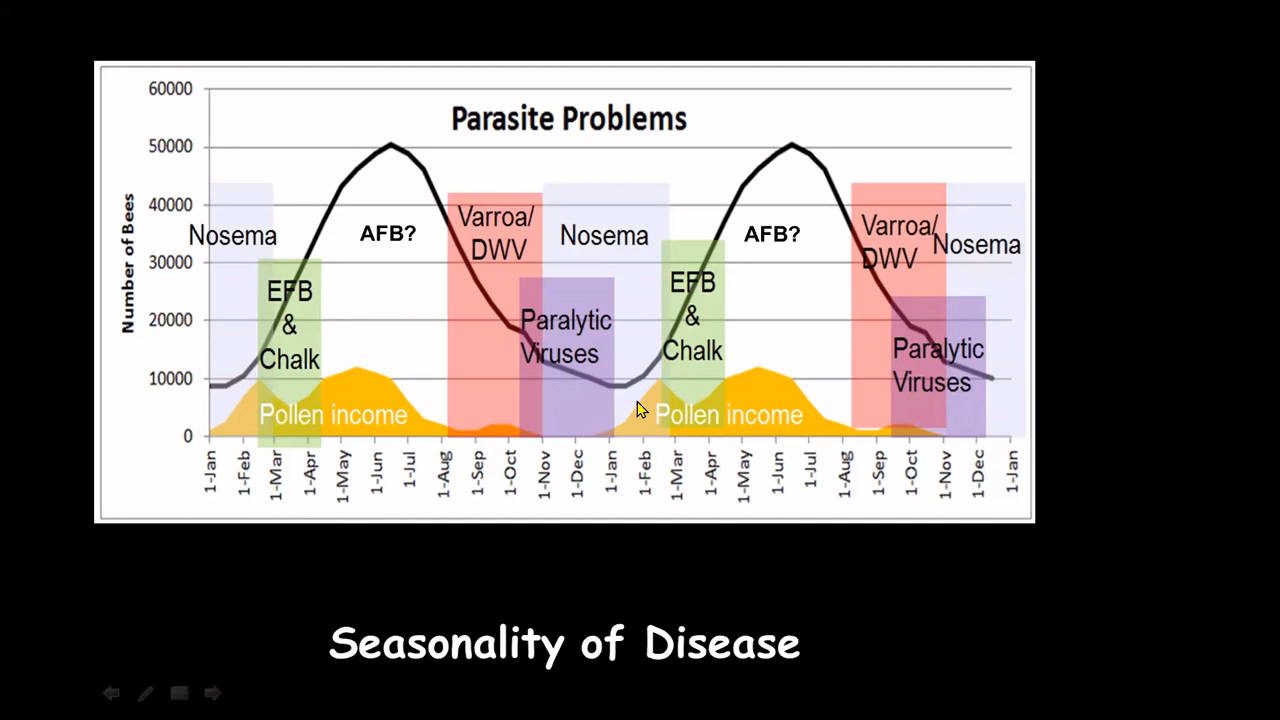 Parasite Problems
Number of Bees
60000
50000
40000
30000
20000
10000
0
Nosema
EFB
&
Chalk
AFB?
Varroa/
DWV
Nosema
Paralytic
Viruses
EFB
&
Chalk
AFB?
Varroa/
DWV
Nosema
Paralytic
Viruses
Pollen income
Pollen income
1-Jan
1-Feb
1-Mar
1-Apr
1-May
1-Jun
1-Jul
1-Aug
1-Sep
1-Oct
1-Nov
1-Dec
1-Jan
1-Feb
1-Mar
1-Apr
1-May
1-Jun
1-Jul
1-Aug
1-Sep
1-Oct
1-Nov
1-Dec
1-Jan
Seasonality of Disease